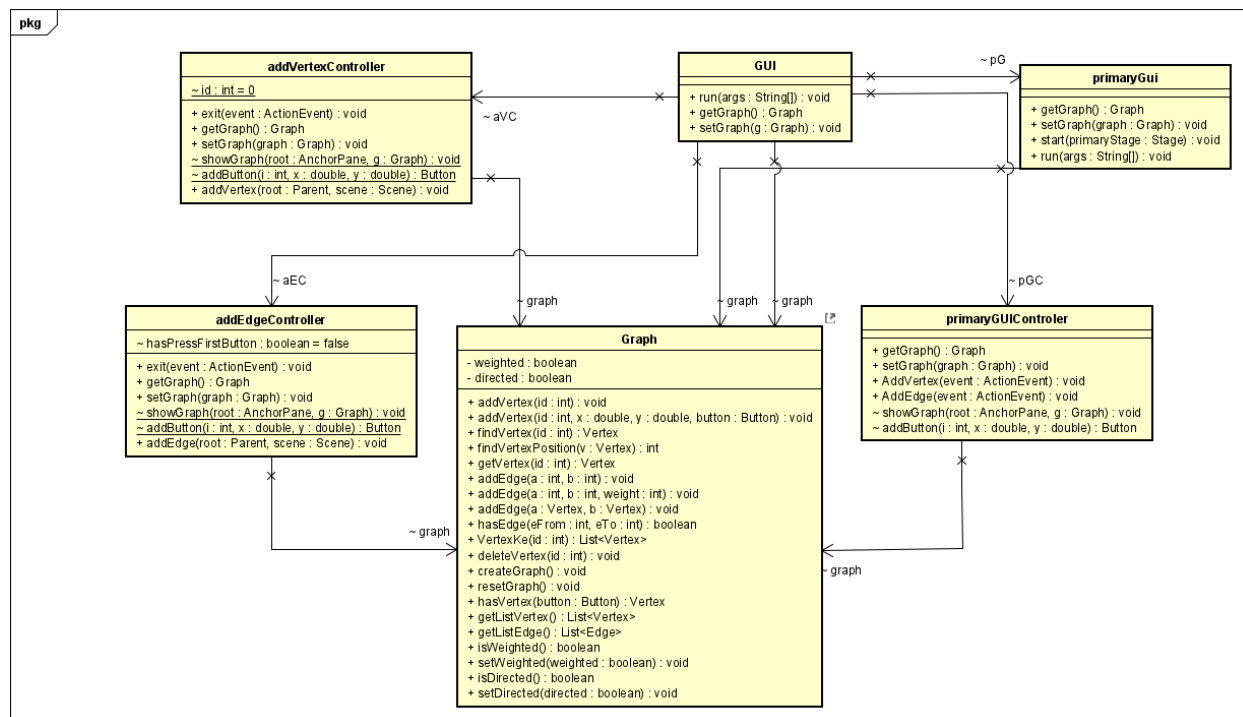 pkg
addVertexController
~ id : int = 0
+ exit(event : ActionEvent) : void
+ getGraph() : Graph
+ setGraph(graph : Graph) : void
~ showGraph(root : AnchorPane, g : Graph) : void
~ addButton(i : int, x : double, y : double) : Button
+ addVertex(root : Parent, scene : Scene) : void
GUI
+ run(args : String[]) : void
+ getGraph() : Graph
+ setGraph(g : Graph) : void
primaryGui
+ getGraph() : Graph
+ setGraph(graph : Graph) : void
+ start(primaryStage : Stage) : void
+ run(args : String[]) : void
~ pG
~ aVC
~ aEC
~ graph
~ graph
~ graph
~ pGC
addEdgeController
~ hasPressFirstButton : boolean = false
+ exit(event : ActionEvent) : void
+ getGraph() : Graph
+ setGraph(graph : Graph) : void
~ showGraph(root : AnchorPane, g : Graph) : void
~ addButton(i : int, x : double, y : double) : Button
+ addEdge(root : Parent, scene : Scene) : void
Graph
- weighted : boolean
- directed : boolean
+ addVertex(id : int) : void
+ addVertex(id : int, x : double, y : double, button : Button) : void
+ findVertex(id : int) : Vertex
+ findVertexPosition(v : Vertex) : int
+ getVertex(id : int) : Vertex
+ addEdge(a : int, b : int) : void
+ addEdge(a : int, b : int, weight : int) : void
+ addEdge(a : Vertex, b : Vertex) : void
+ hasEdge(eFrom : int, eTo : int) : boolean
+ VertexKe(id : int) : List<Vertex>
+ deleteVertex(id : int) : void
+ createGraph() : void
+ resetGraph() : void
+ hasVertex(button : Button) : Vertex
+ getListVertex() : List<Vertex>
+ getListEdge() : List<Edge>
+ isWeighted() : boolean
+ setWeighted(weighted : boolean) : void
+ isDirected() : boolean
+ setDirected(directed : boolean) : void
primaryGUIControler
+ getGraph() : Graph
+ setGraph(graph : Graph) : void
+ AddVertex(event : ActionEvent) : void
+ AddEdge(event : ActionEvent) : void
~ showGraph(root : AnchorPane, g : Graph) : void
~ addButton(i : int, x : double, y : double) : Button
~ graph
~ graph